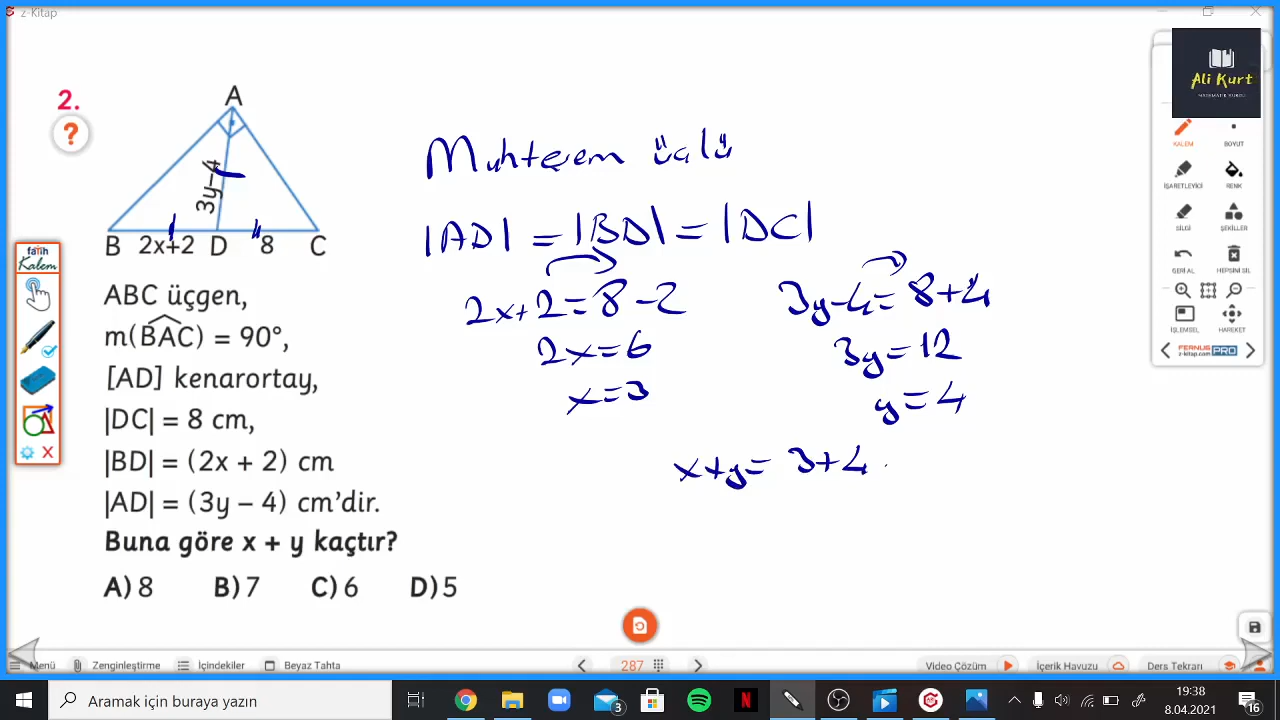 z-Kitap
2.
?
A
3y–4
B 2x+2 D 8 C
ABC üçgen,
m(BAC) = 90°,
[AD] kenarortay,
|DC| = 8 cm,
|BD| = (2x + 2) cm
|AD| = (3y – 4) cm'dir.
Buna göre x + y kaçtır?
A) 8 B) 7 C) 6 D) 5
Muhterem üçlü
|AD| = |BD| = |DC|
2x+2=8-2
2x=6
x=3
3y-4=8+4
3y=12
y=4
x+y= 3+4
fatih
Kalem
Ali Kurt
MATEMATİK KURDU
KALEM BOYUT
İŞARETLEYİCİ RENK
SİLGİ ŞEKİLLER
GERİ AL HEPSİNİ SİL
İŞLEMSEL HAREKET
FERNUS
z-kitap.com PRO
Menü Zenginleştirme İçindekiler Beyaz Tahta 287 Video Çözüm İçerik Havuzu Ders Tekrarı
Aramak için buraya yazın
3
19:38
8.04.2021
16